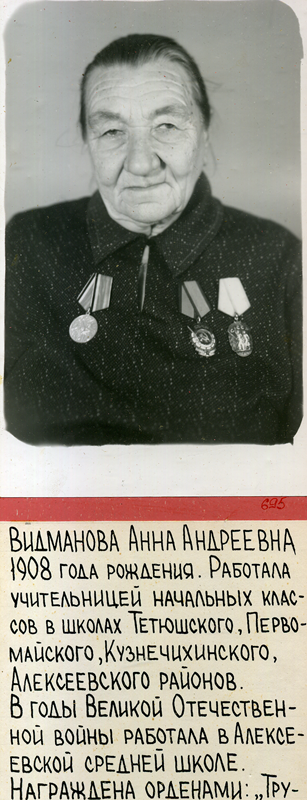 695
Видманова Анна Андреевна
1908 года рождения. Работала
учительницей начальных клас-
сов в школах Тетюшского, Перво-
майского, Кузнечихинского,
Алексеевского районов.
В годы Великой Отечествен-
ной войны работала в Алексе-
евской средней школе.
Награждена орденами: „Тру-